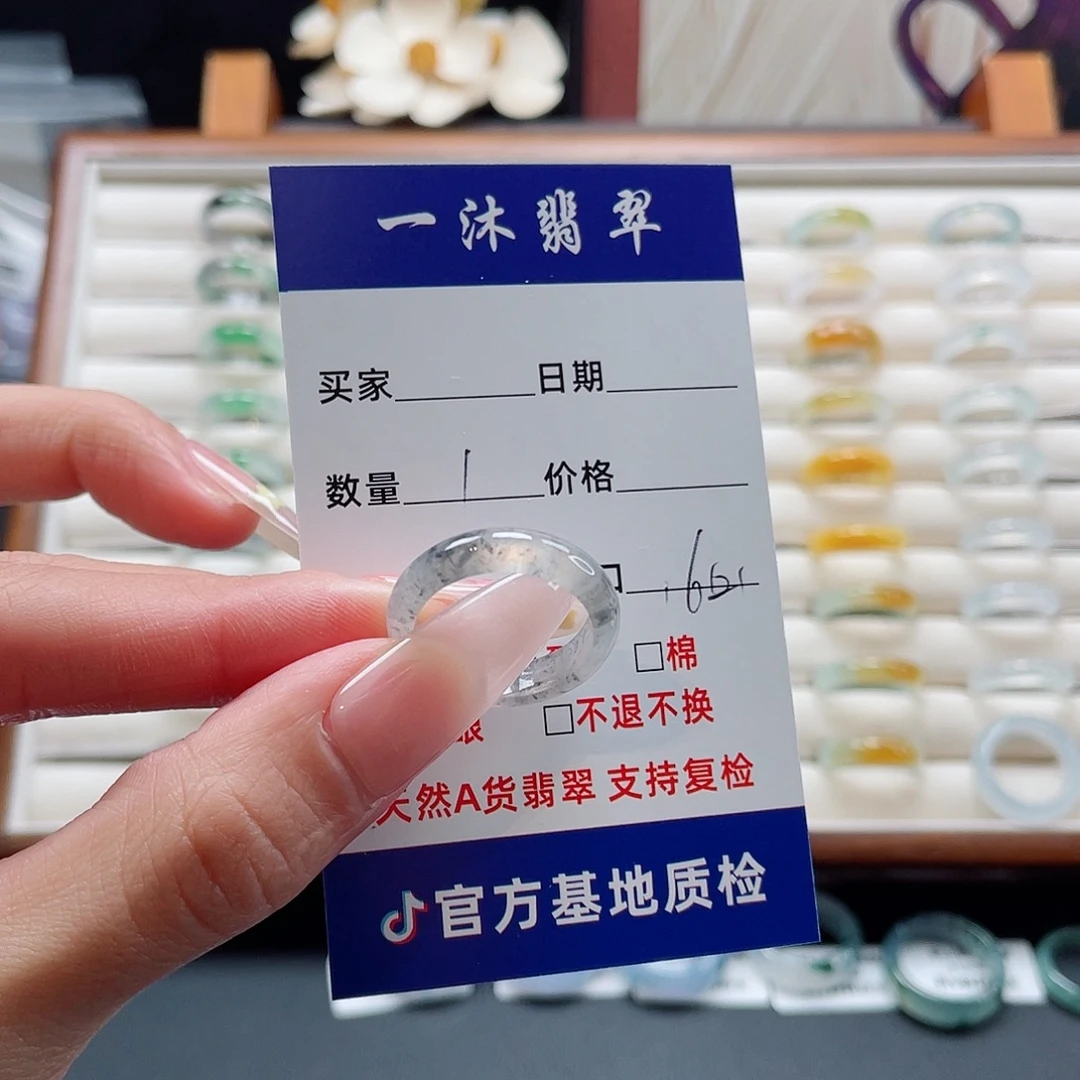 一沐翡翠
买家 日期
数量 1 价格
口
□棉
□不退不换
天然A货翡翠 支持复检
官方基地质检